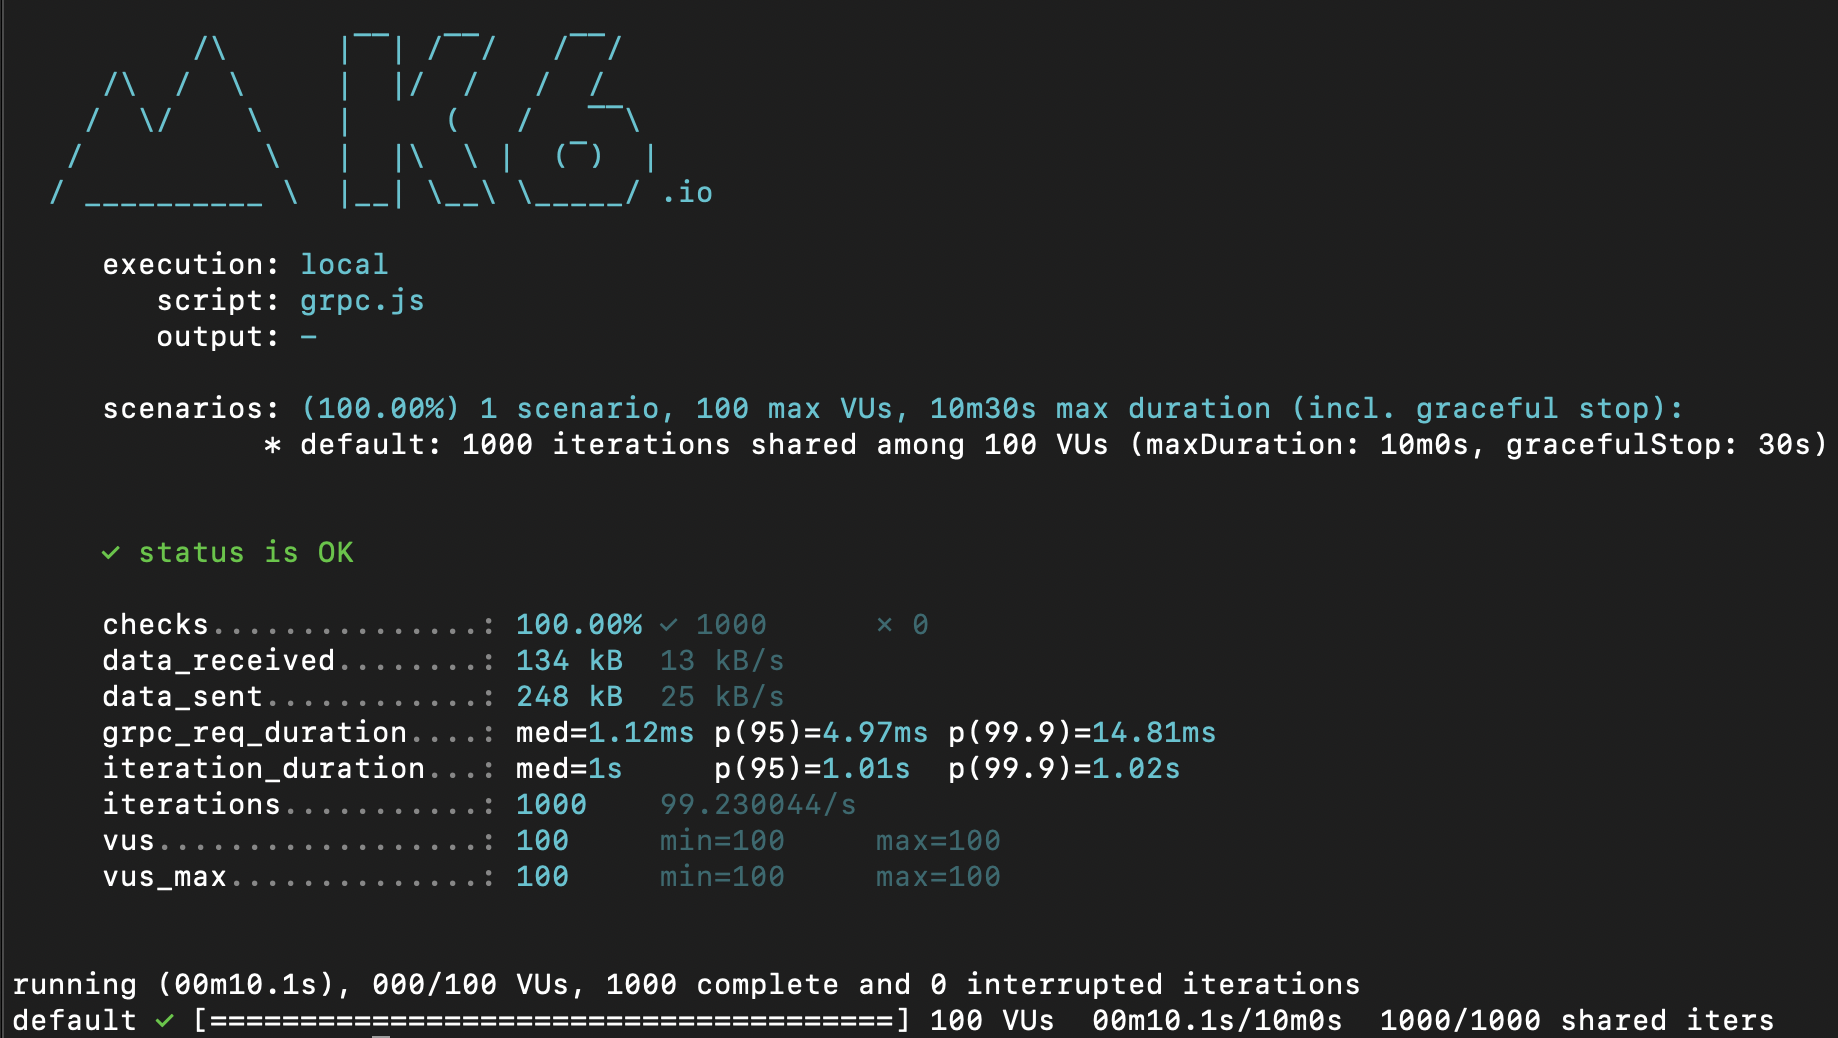 /\      |‾‾| /‾‾/   /‾‾/
     /\  /  \     |  |/  /   /  /
    /  \/    \    |     (   /   ‾‾\
   /          \   |  |\  \ |  (‾)  |
  / __________ \  |__| \__\ \_____/ .io
execution: local
script: grpc.js
output: -
scenarios: (100.00%) 1 scenario, 100 max VUs, 10m30s max duration (incl. graceful stop):
* default: 1000 iterations shared among 100 VUs (maxDuration: 10m0s, gracefulStop: 30s)
✓ status is OK
checks...............: 100.00% ✓ 1000      ✗ 0
data_received........: 134 kB  13 kB/s
data_sent............: 248 kB  25 kB/s
grpc_req_duration....: med=1.12ms p(95)=4.97ms p(99.9)=14.81ms
iteration_duration...: med=1s     p(95)=1.01s  p(99.9)=1.02s
iterations...........: 1000    99.230044/s
vus..................: 100     min=100     max=100
vus_max..............: 100     min=100     max=100
running (00m10.1s), 000/100 VUs, 1000 complete and 0 interrupted iterations
default ✓ [======================================] 100 VUs  00m10.1s/10m0s  1000/1000 shared iters